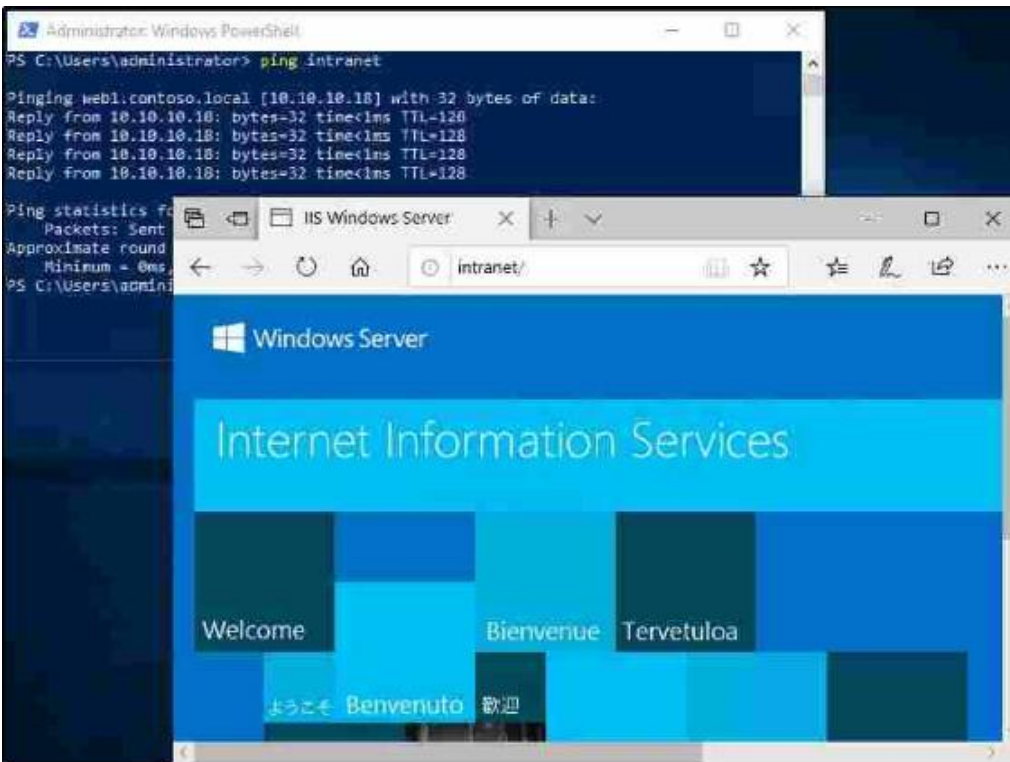 Administrator: Windows PowerShell
PS C:\Users\administrator> ping intranet
Pinging web1.contoso.local [10.10.10.18] with 32 bytes of data:
Reply from 10.10.10.18: bytes=32 time<1ms TTL=128
Reply from 10.10.10.18: bytes=32 time<1ms TTL=128
Reply from 10.10.10.18: bytes=32 time<1ms TTL=128
Reply from 10.10.10.18: bytes=32 time<1ms TTL=128
Ping statistics fo
Packets: Sent
Approximate round
Minimum = 0ms,
PS C:\Users\admini
IIS Windows Server
intranet/
Windows Server
Internet Information Services
Welcome
Bienvenue
Tervetuloa
ようこそ
Benvenuto
歡迎